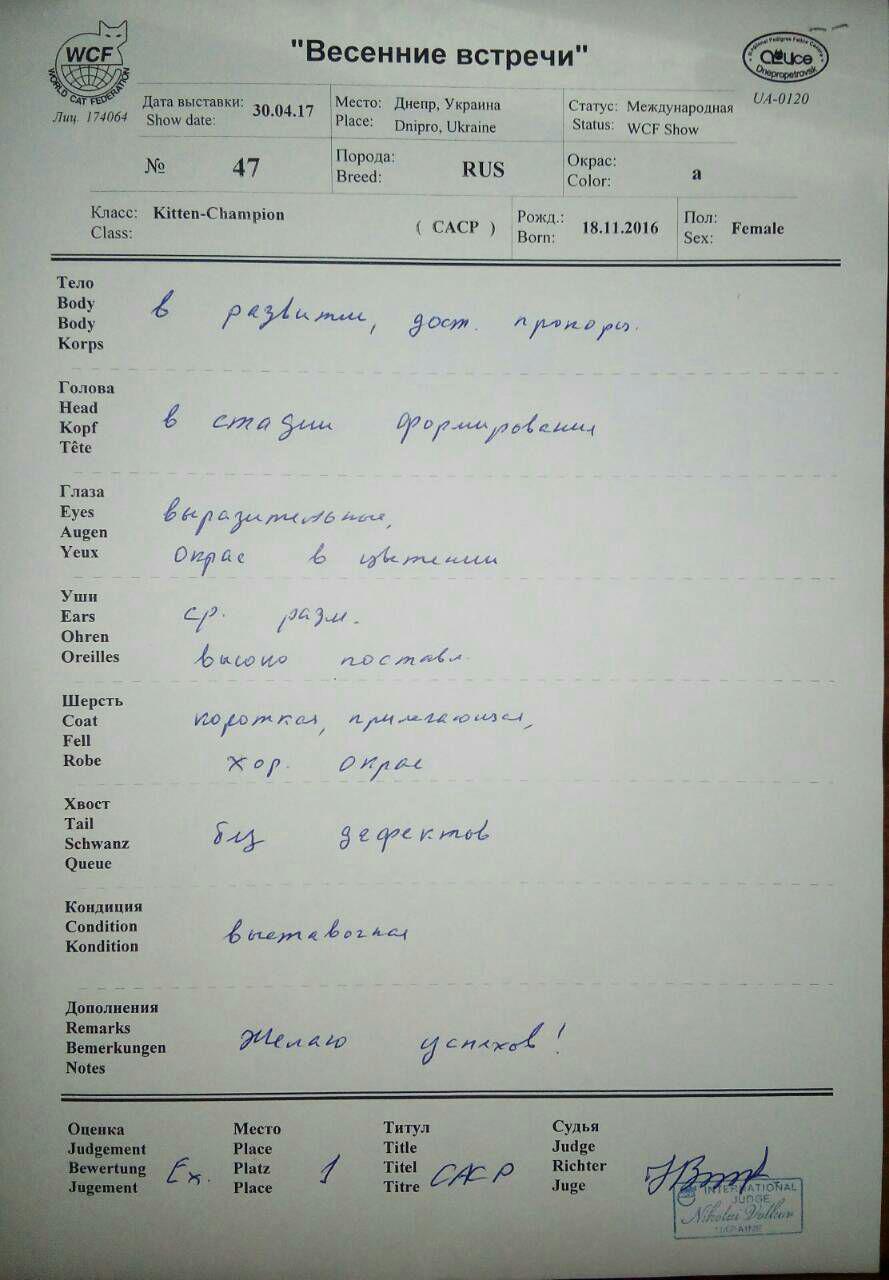 WCF
WORLD CAT FEDERATION
Лиц. 174064
"Весенние встречи"
Regional Pedigree Feline Centre
Alice
Dnepropetrovsk
UA-0120
Дата выставки: 30.04.17
Show date:
Место: Днепр, Украина
Place: Dnipro, Ukraine
Статус: Международная
Status: WCF Show
№ 47
Порода: RUS
Breed:
Окрас: a
Color:
Класс: Kitten-Champion
Class: ( CACP )
Рожд.: 18.11.2016
Born:
Пол: Female
Sex:
Тело
Body
Body
Korps
в развитии, дост. пропорц.
Голова
Head
Kopf
Tête
в стадии формирования
Глаза
Eyes
Augen
Yeux
выразительные,
Окрас в цветении
Уши
Ears
Ohren
Oreilles
ср. разм.
высоко поставл.
Шерсть
Coat
Fell
Robe
короткая, прилегающая,
хор. окрас
Хвост
Tail
Schwanz
Queue
без дефектов
Кондиция
Condition
Kondition
выставочная
Дополнения
Remarks
Bemerkungen
Notes
Желаю успехов!
Оценка
Judgement
Bewertung
Jugement
Ex.
Место
Place
Platz
Place
1
Титул
Title
Titel
Titre
CACP
Судья
Judge
Richter
Juge
INTERNATIONAL
JUDGE
Nikolai Volkov
UKRAINE